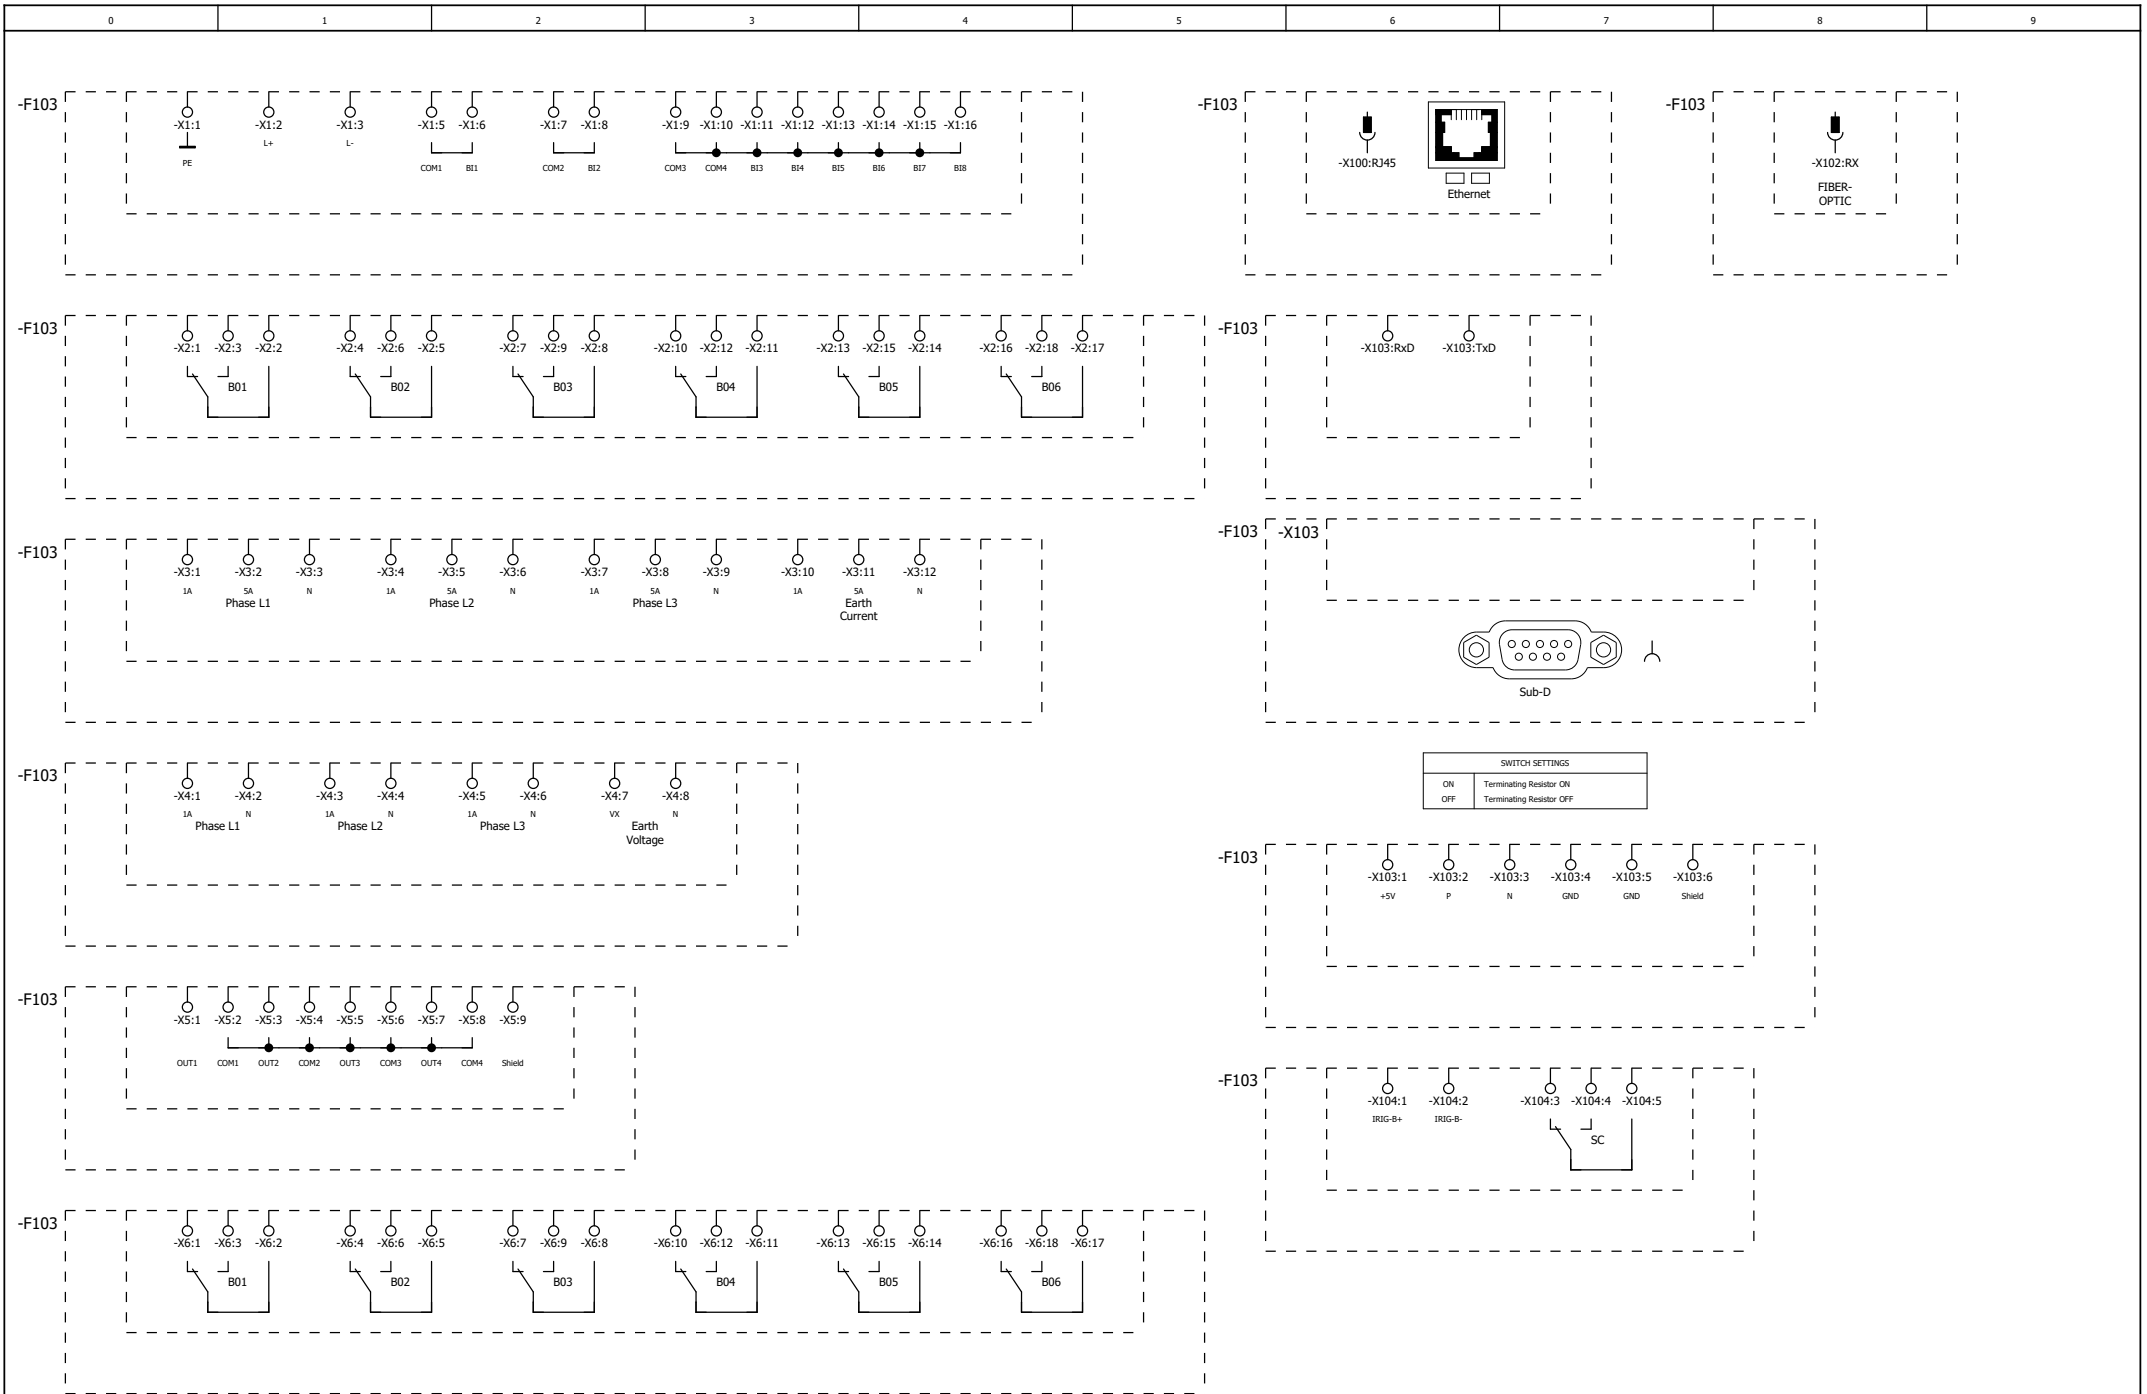 0 1 2 3 4 5 6 7 8 9
-F103
-X1:1 -X1:2 -X1:3 -X1:5 -X1:6 -X1:7 -X1:8 -X1:9 -X1:10 -X1:11 -X1:12 -X1:13 -X1:14 -X1:15 -X1:16
L+ L-
PE COM1 BI1 COM2 BI2 COM3 COM4 BI3 BI4 BI5 BI6 BI7 BI8
-F103
-X100:RJ45
Ethernet
-F103
-X102:RX
FIBER-
OPTIC
-F103
-X2:1 -X2:3 -X2:2 -X2:4 -X2:6 -X2:5 -X2:7 -X2:9 -X2:8 -X2:10 -X2:12 -X2:11 -X2:13 -X2:15 -X2:14 -X2:16 -X2:18 -X2:17
B01 B02 B03 B04 B05 B06
-F103
-X103:RxD -X103:TxD
-F103
-X3:1 -X3:2 -X3:3 -X3:4 -X3:5 -X3:6 -X3:7 -X3:8 -X3:9 -X3:10 -X3:11 -X3:12
1A 5A N 1A 5A N 1A 5A N 1A 5A N
Phase L1 Phase L2 Phase L3 Earth
Current
-F103 -X103
Sub-D
SWITCH SETTINGS
ON Terminating Resistor ON
OFF Terminating Resistor OFF
-F103
-X4:1 -X4:2 -X4:3 -X4:4 -X4:5 -X4:6 -X4:7 -X4:8
1A N 1A N 1A N VX N
Phase L1 Phase L2 Phase L3 Earth
Voltage
-F103
-X103:1 -X103:2 -X103:3 -X103:4 -X103:5 -X103:6
+5V P N GND GND Shield
-F103
-X5:1 -X5:2 -X5:3 -X5:4 -X5:5 -X5:6 -X5:7 -X5:8 -X5:9
OUT1 COM1 OUT2 COM2 OUT3 COM3 OUT4 COM4 Shield
-F103
-X104:1 -X104:2 -X104:3 -X104:4 -X104:5
IRIG-B+ IRIG-B-
SC
-F103
-X6:1 -X6:3 -X6:2 -X6:4 -X6:6 -X6:5 -X6:7 -X6:9 -X6:8 -X6:10 -X6:12 -X6:11 -X6:13 -X6:15 -X6:14 -X6:16 -X6:18 -X6:17
B01 B02 B03 B04 B05 B06